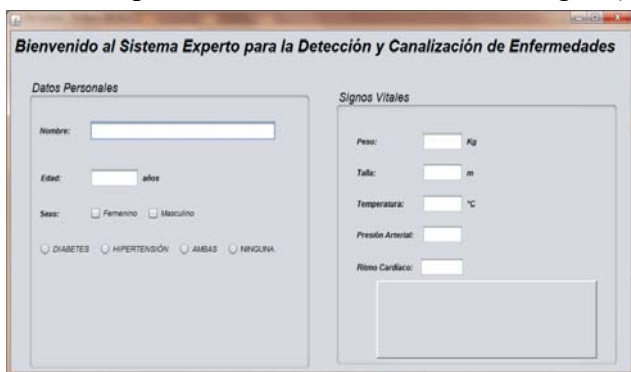 Bienvenido al Sistema Experto para la Detección y Canalización de Enfermedades
Datos Personales
Nombre:
Edad: años
Sexo: Femenino Masculino
DIABETES HIPERTENSIÓN AMBAS NINGUNA
Signos Vitales
Peso: Kg
Talla: m
Temperatura: °C
Presión Arterial:
Ritmo Cardíaco: